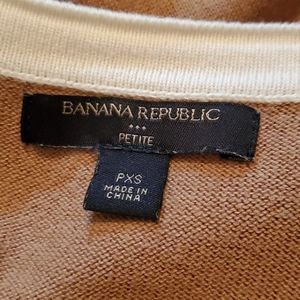 BANANA REPUBLIC
PETITE
PXS
MADE IN
CHINA